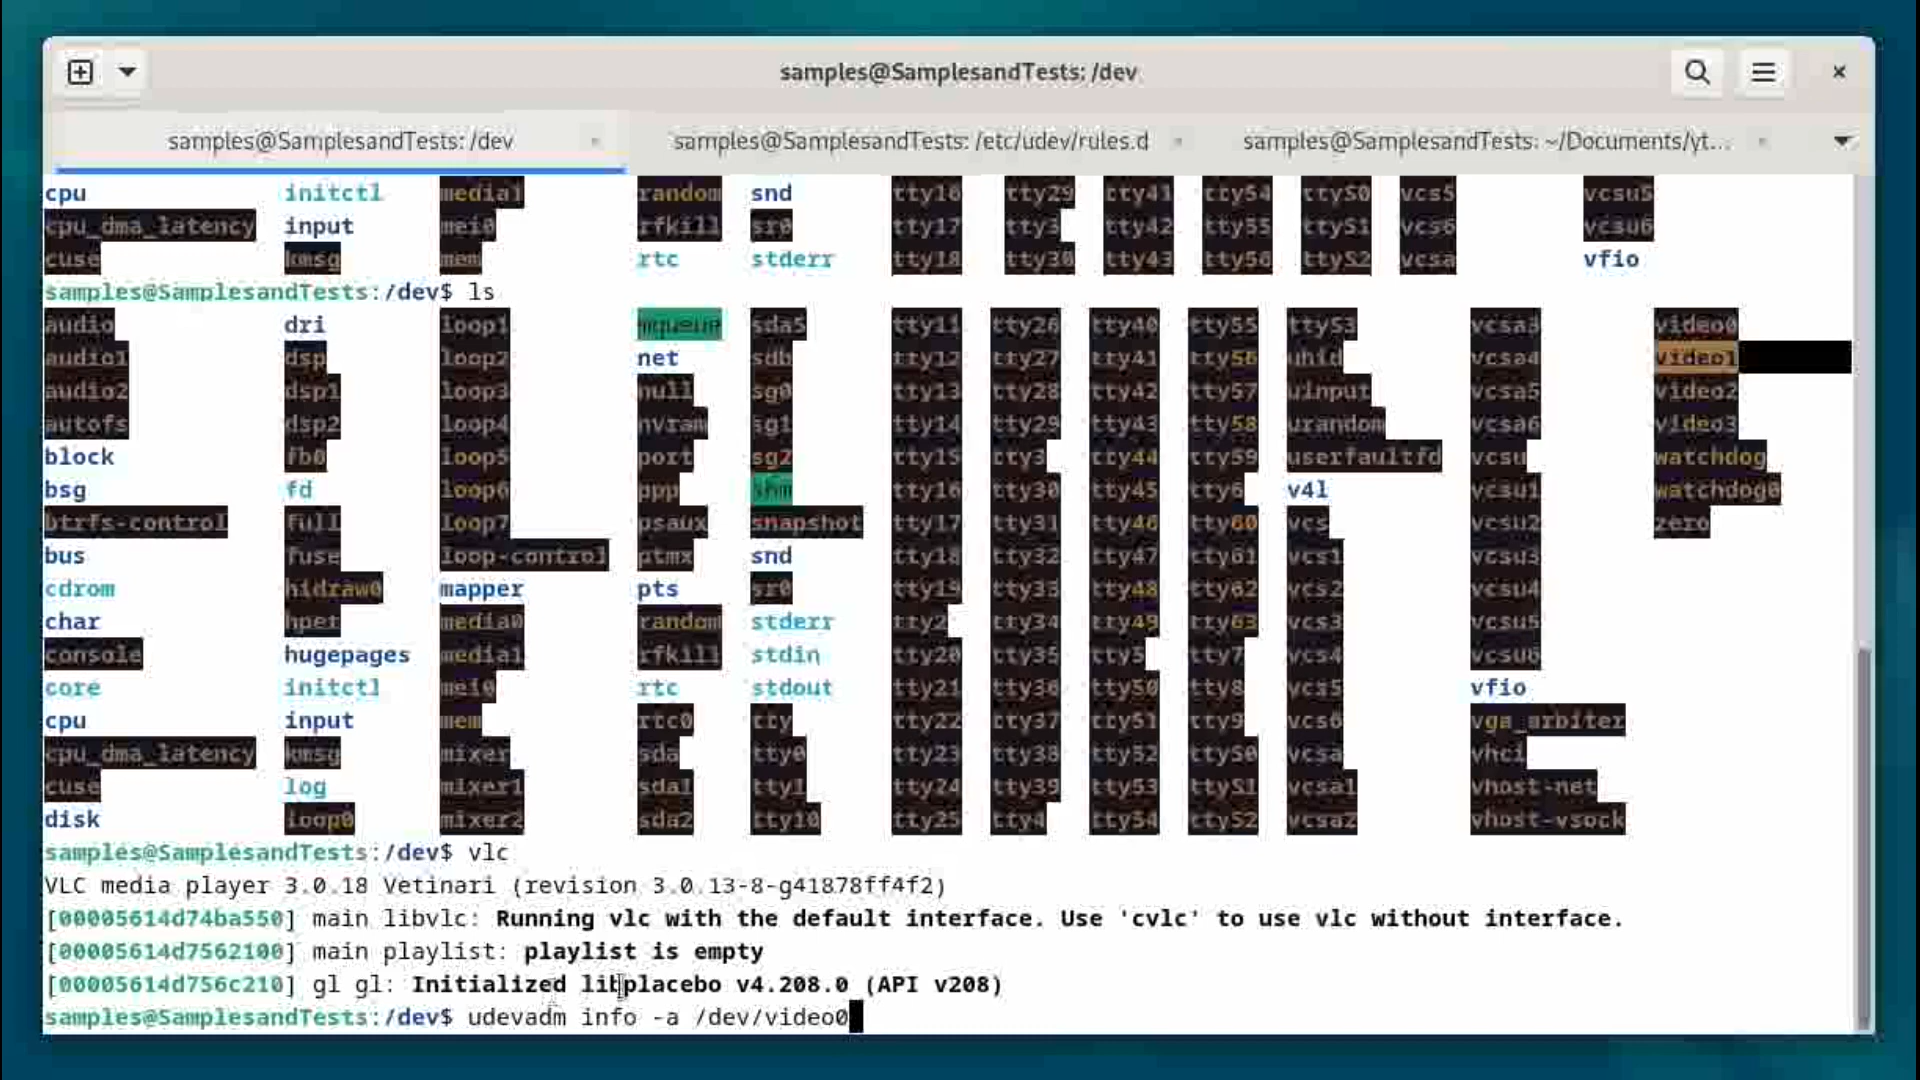 samples@SamplesandTests: /dev
samples@SamplesandTests: /dev samples@SamplesandTests: /etc/udev/rules.d samples@SamplesandTests: ~/Documents/yt...
cpu initctl media1 random snd tty16 tty29 tty41 tty54 ttyS0 vcs5 vcsu5
cpu_dma_latency input mei0 rfkill sr0 tty17 tty3 tty42 tty55 ttyS1 vcs6 vcsu6
cuse kmsg mem rtc stderr tty18 tty30 tty43 tty56 ttyS2 vcsa vfio
samples@SamplesandTests:/dev$ ls
audio dri loop1 mqueue sda5 tty11 tty26 tty40 tty55 ttyS3 vcsa3 video0
audio1 dsp loop2 net sdb tty12 tty27 tty41 tty56 uhid vcsa4 video1
audio2 dsp1 loop3 null sg0 tty13 tty28 tty42 tty57 uinput vcsa5 video2
autofs dsp2 loop4 nvram sg1 tty14 tty29 tty43 tty58 urandom vcsa6 video3
block fb0 loop5 port sg2 tty15 tty3 tty44 tty59 userfaultfd vcsu watchdog
bsg fd loop6 ppp shm tty16 tty30 tty45 tty6 v4l vcsu1 watchdog0
btrfs-control full loop7 psaux snapshot tty17 tty31 tty46 tty60 vcs vcsu2 zero
bus fuse loop-control ptmx snd tty18 tty32 tty47 tty61 vcs1 vcsu3
cdrom hidraw0 mapper pts sr0 tty19 tty33 tty48 tty62 vcs2 vcsu4
char hpet media0 random stderr tty2 tty34 tty49 tty63 vcs3 vcsu5
console hugepages media1 rfkill stdin tty20 tty35 tty5 tty7 vcs4 vcsu6
core initctl mei0 rtc stdout tty21 tty36 tty50 tty8 vcs5 vfio
cpu input mem rtc0 tty tty22 tty37 tty51 tty9 vcs6 vga_arbiter
cpu_dma_latency kmsg mixer sda tty0 tty23 tty38 tty52 ttyS0 vcsa vhci
cuse log mixer1 sda1 tty1 tty24 tty39 tty53 ttyS1 vcsa1 vhost-net
disk loop0 mixer2 sda2 tty10 tty25 tty4 tty54 ttyS2 vcsa2 vhost-vsock
samples@SamplesandTests:/dev$ vlc
VLC media player 3.0.18 Vetinari (revision 3.0.13-8-g41878ff4f2)
[00005614d74ba550] main libvlc: Running vlc with the default interface. Use 'cvlc' to use vlc without interface.
[00005614d7562100] main playlist: playlist is empty
[00005614d756c210] gl gl: Initialized libplacebo v4.208.0 (API v208)
samples@SamplesandTests:/dev$ udevadm info -a /dev/video0